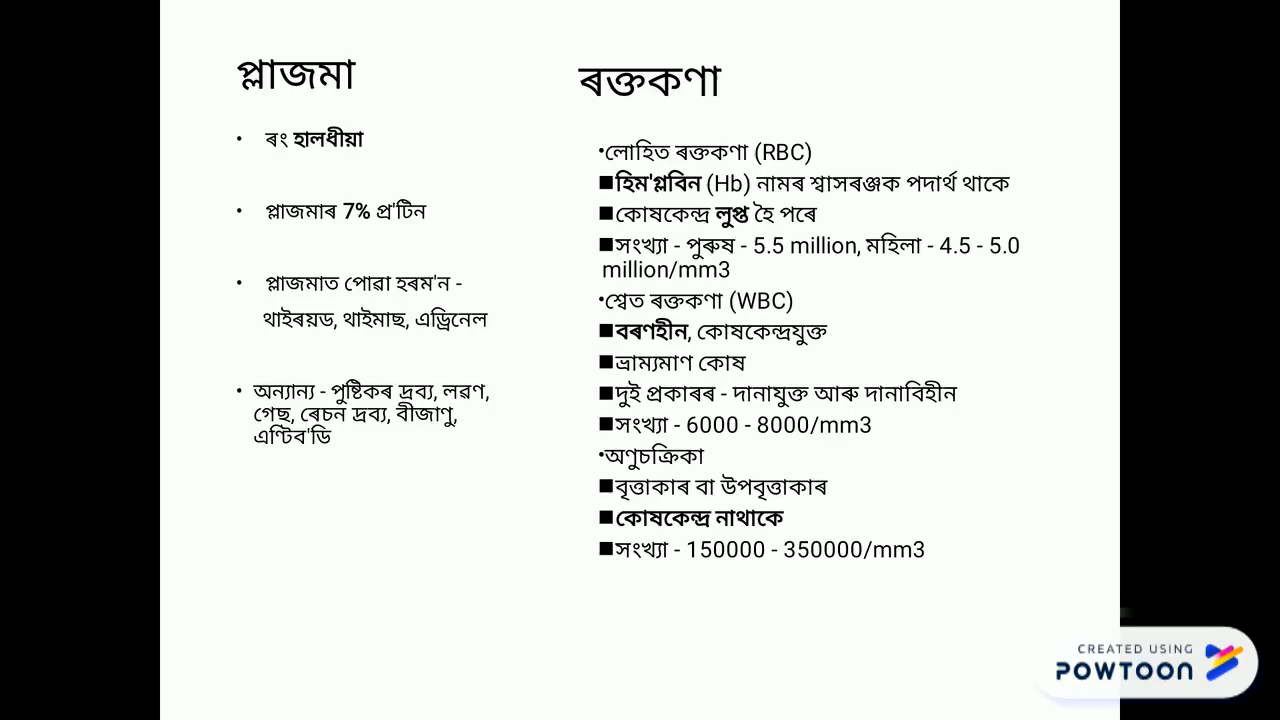 প্লাজমা
• ৰং হালধীয়া
• প্লাজমাৰ 7% প্ৰ'টিন
• প্লাজমাত পোৱা হৰম'ন -
থাইৰয়ড, থাইমাছ, এড্ৰিনেল
• অন্যান্য - পুষ্টিকৰ দ্ৰব্য, লৱণ,
গেছ, ৰেচন দ্ৰব্য, বীজাণু,
এণ্টিব'ডি
ৰক্তকণা
•লোহিত ৰক্তকণা (RBC)
■হিম'গ্লবিন (Hb) নামৰ শ্বাসৰঞ্জক পদাৰ্থ থাকে
■কোষকেন্দ্ৰ লুপ্ত হৈ পৰে
■সংখ্যা - পুৰুষ - 5.5 million, মহিলা - 4.5 - 5.0
million/mm3
•শ্বেত ৰক্তকণা (WBC)
■বৰণহীন, কোষকেন্দ্ৰযুক্ত
■ভ্ৰাম্যমাণ কোষ
■দুই প্ৰকাৰৰ - দানাযুক্ত আৰু দানাবিহীন
■সংখ্যা - 6000 - 8000/mm3
•অণুচক্ৰিকা
■বৃত্তাকাৰ বা উপবৃত্তাকাৰ
■কোষকেন্দ্ৰ নাথাকে
■সংখ্যা - 150000 - 350000/mm3
CREATED USING
POWTOON